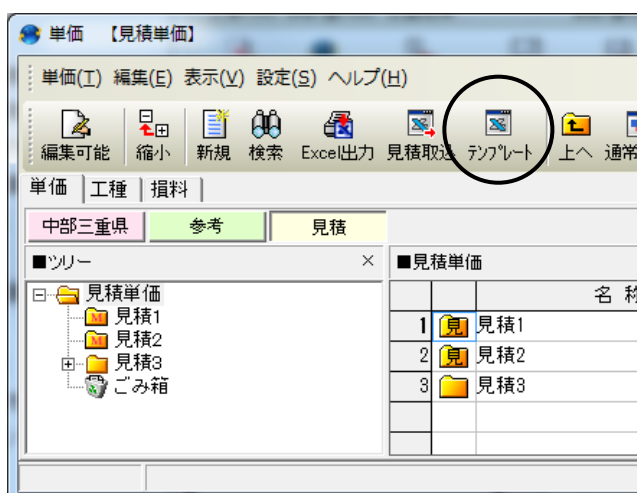 単価 【見積単価】
単価(T) 編集(E) 表示(V) 設定(S) ヘルプ(H)
編集可能 縮小 新規 検索 Excel出力 見積取込 テンプレート 上へ 通常
単価 工種 損料
中部三重県 参考 見積
■ツリー × ■見積単価
見積単価 名 称
見積1 1 見 見積1
見積2 2 見 見積2
見積3 3 見積3
ごみ箱